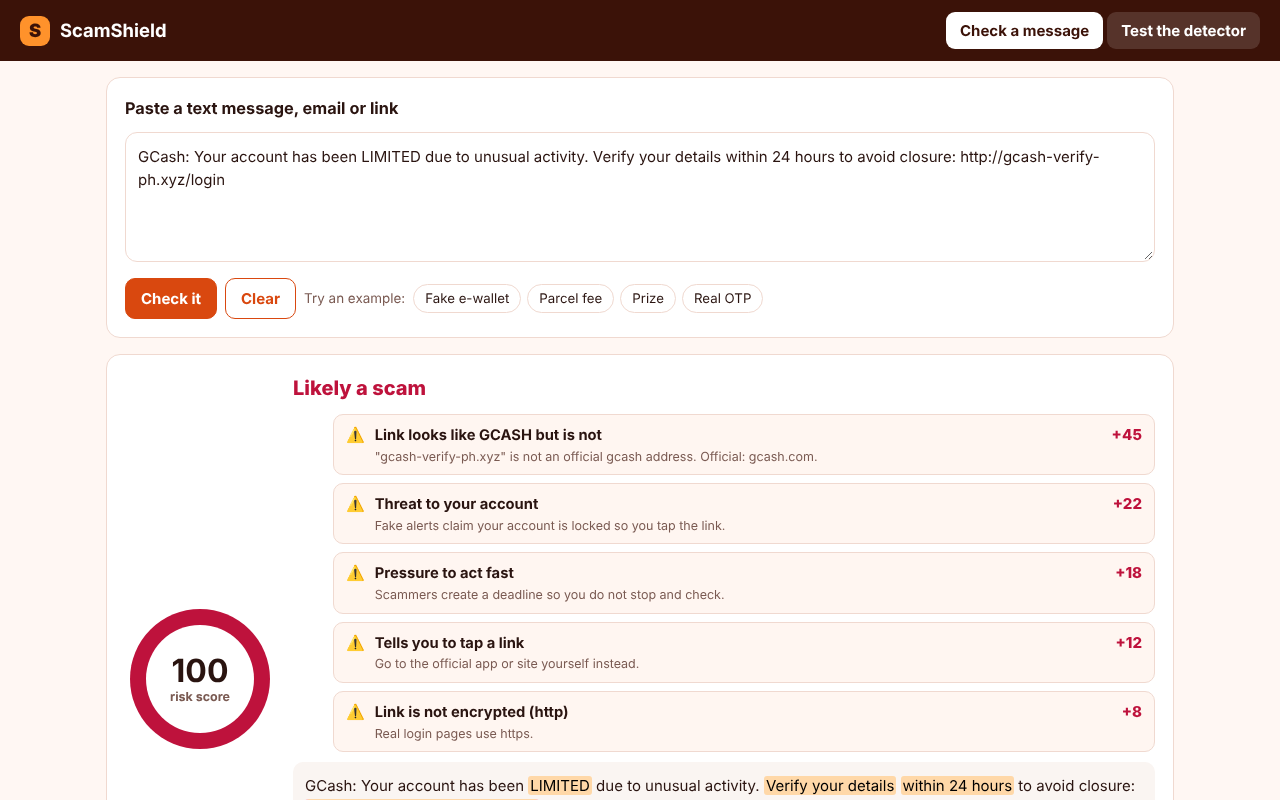 S ScamShield
Check a message
Test the detector
Paste a text message, email or link
GCash: Your account has been LIMITED due to unusual activity. Verify your details within 24 hours to avoid closure: http://gcash-verify-
ph.xyz/login
Check it
Clear
Try an example:
Fake e-wallet
Parcel fee
Prize
Real OTP
Likely a scam
Link looks like GCASH but is not +45
"gcash-verify-ph.xyz" is not an official gcash address. Official: gcash.com.
Threat to your account +22
Fake alerts claim your account is locked so you tap the link.
Pressure to act fast +18
Scammers create a deadline so you do not stop and check.
Tells you to tap a link +12
Go to the official app or site yourself instead.
Link is not encrypted (http) +8
Real login pages use https.
100
risk score
GCash: Your account has been LIMITED due to unusual activity. Verify your details within 24 hours to avoid closure: